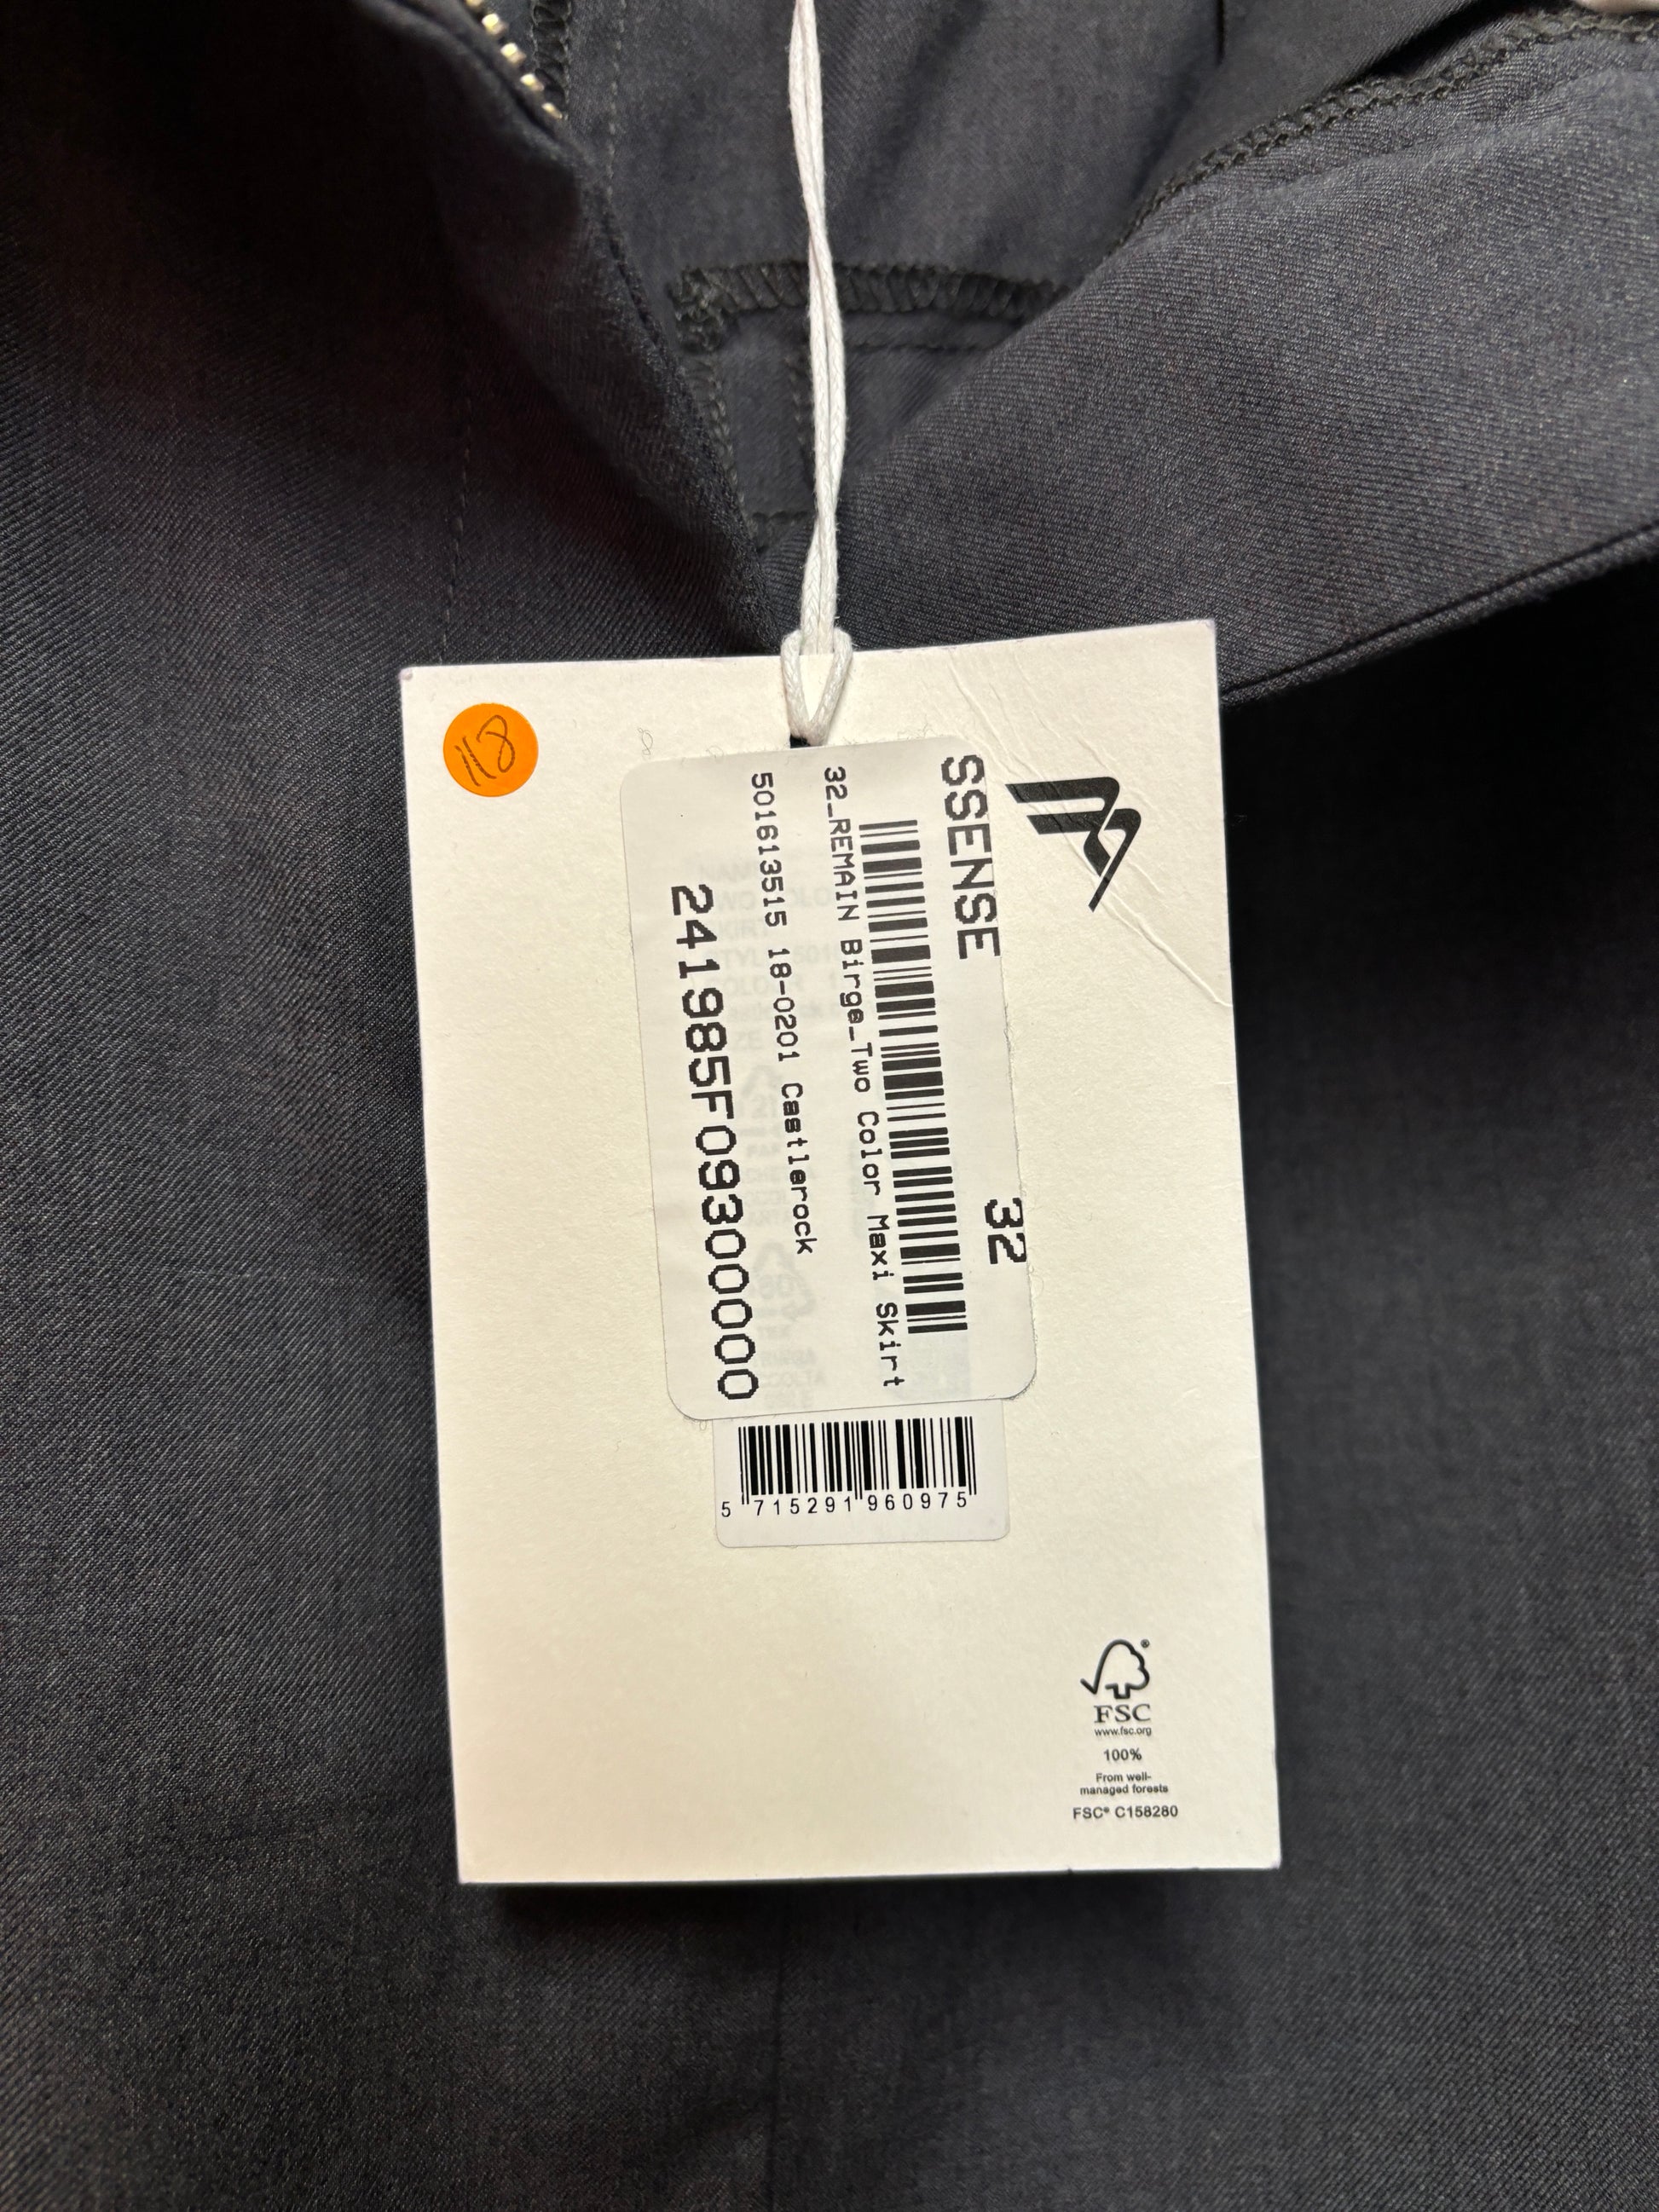 118
SSENSE 32
32_REMAIN Birge_Two Color Maxi Skirt
501613515 18-0201 Castlerock
241985F0930000
5 715291 960975
FSC®
www.fsc.org
100%
From well-
managed forests
FSC® C158280